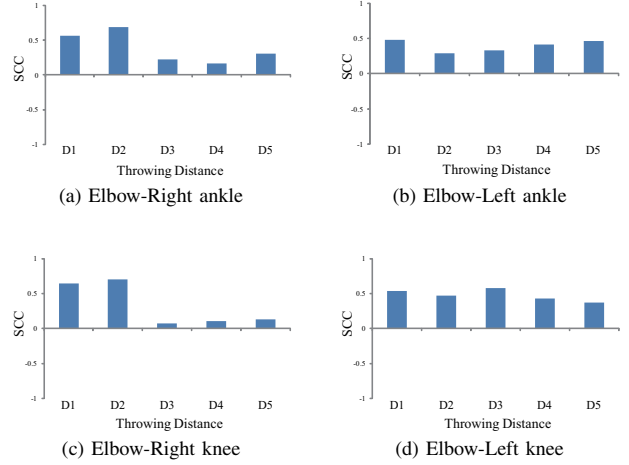 1
0.5
0
-0.5
-1
SCC
D1 D2 D3 D4 D5
Throwing Distance
(a) Elbow-Right ankle
1
0.5
0
-0.5
-1
SCC
D1 D2 D3 D4 D5
Throwing Distance
(b) Elbow-Left ankle
1
0.5
0
-0.5
-1
SCC
D1 D2 D3 D4 D5
Throwing Distance
(c) Elbow-Right knee
1
0.5
0
-0.5
-1
SCC
D1 D2 D3 D4 D5
Throwing Distance
(d) Elbow-Left knee